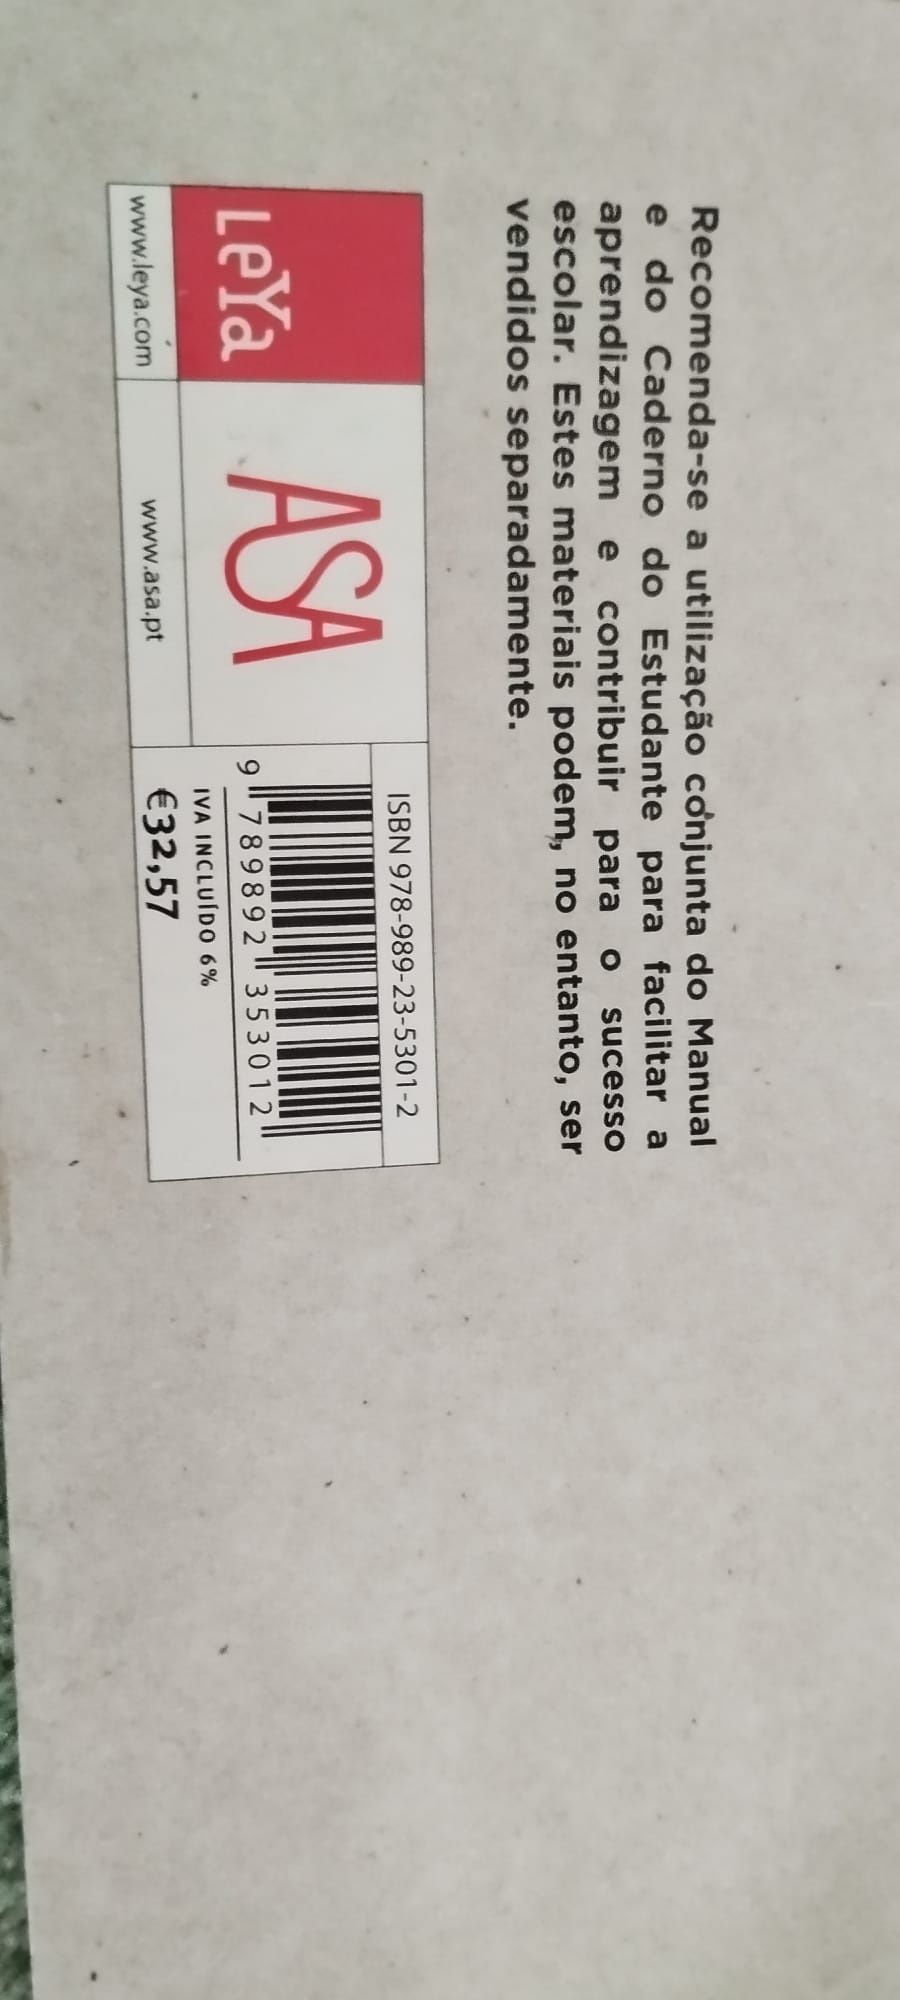 Recomenda-se a utilização conjunta do Manual
e do Caderno do Estudante para facilitar a
aprendizagem e contribuir para o sucesso
escolar. Estes materiais podem, no entanto, ser
vendidos separadamente.
LeYa
ASA
ISBN 978-989-23-5301-2
9 789892 353012
IVA INCLUÍDO 6%
€32,57
www.leya.com
www.asa.pt